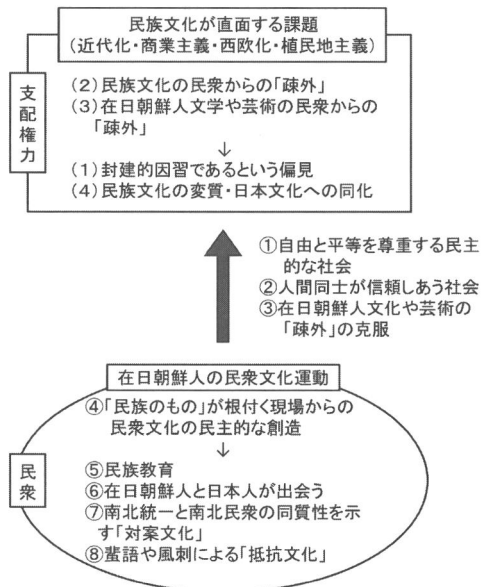 民族文化が直面する課題
(近代化・商業主義・西欧化・植民地主義)
支配権力
(2)民族文化の民衆からの「疎外」
(3)在日朝鮮人文学や芸術の民衆からの
「疎外」
↓
(1)封建的因習であるという偏見
(4)民族文化の変質・日本文化への同化
①自由と平等を尊重する民主
的な社会
②人間同士が信頼しあう社会
③在日朝鮮人文化や芸術の
「疎外」の克服
在日朝鮮人の民衆文化運動
④「民族のもの」が根付く現場からの
民衆文化の民主的な創造
↓
民衆
⑤民族教育
⑥在日朝鮮人と日本人が出会う
⑦南北統一と南北民衆の同質性を示
す「対案文化」
⑧蜚語や風刺による「抵抗文化」